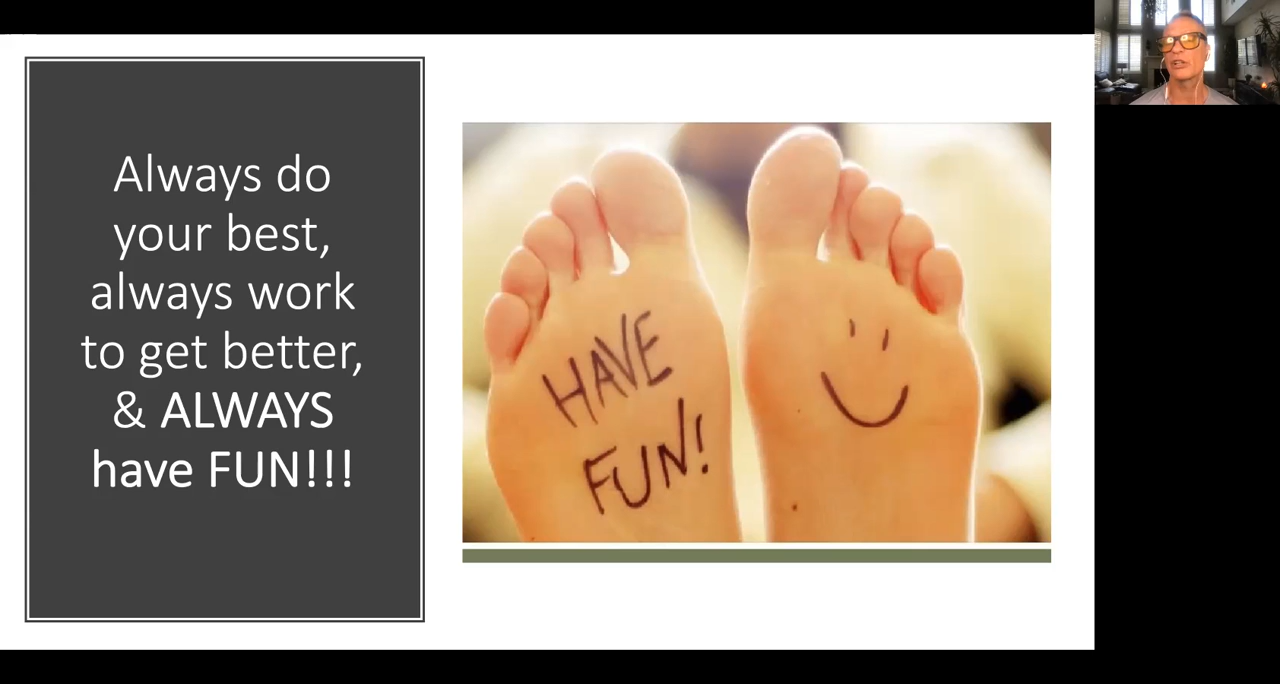 Always do
your best,
always work
to get better,
& ALWAYS
have FUN!!!
HAVE
FUN!